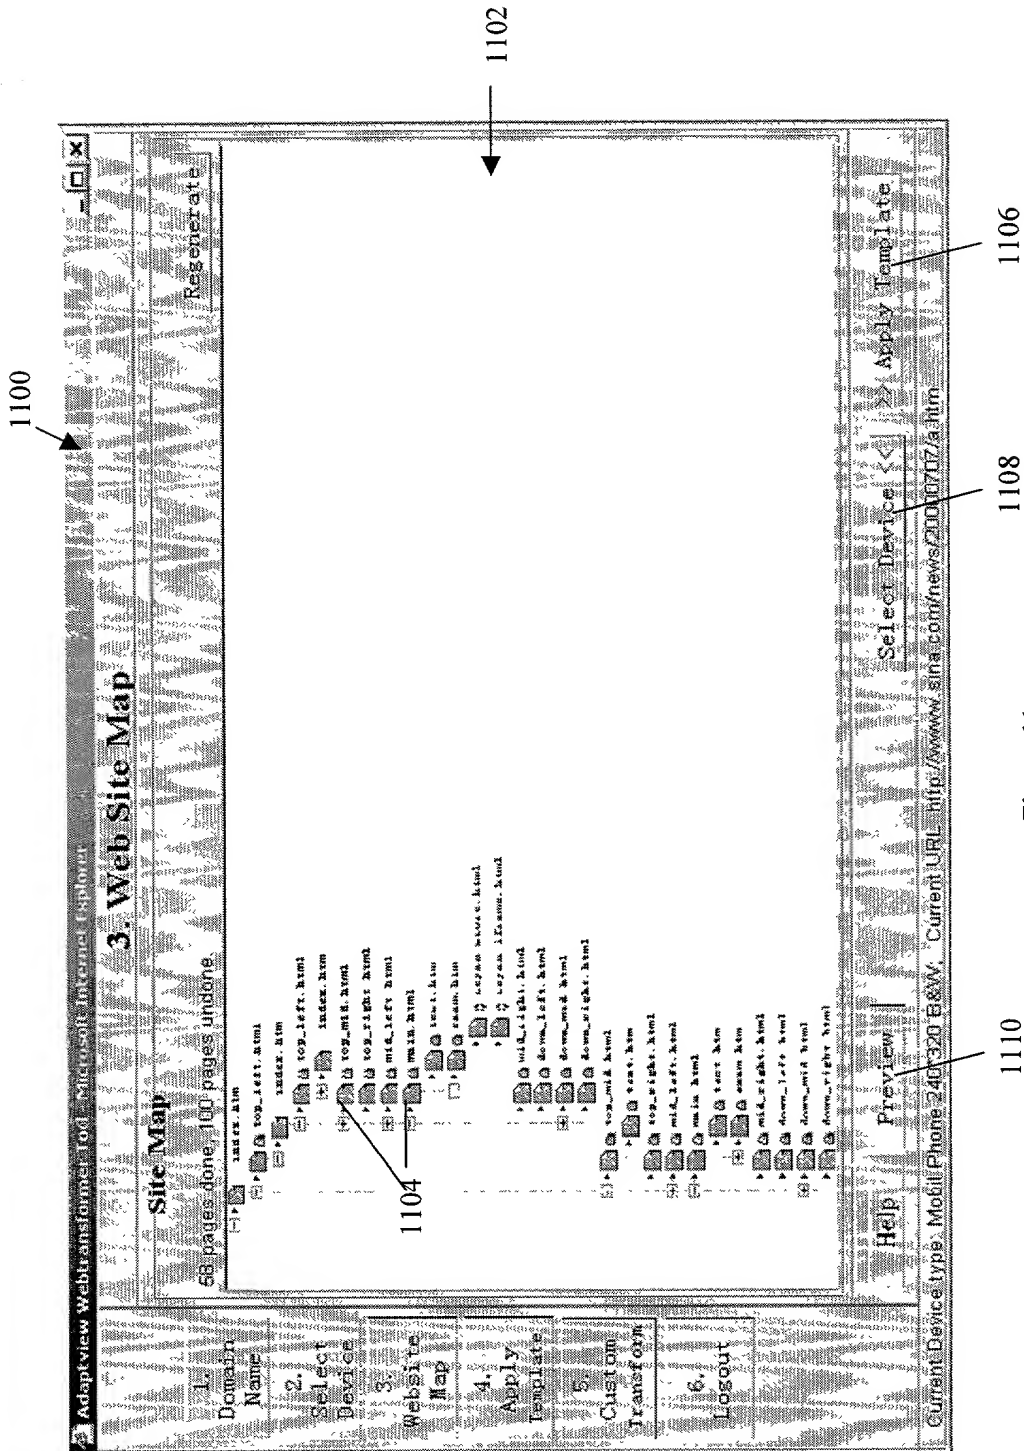 1100
Adaptview webtransformer Tool - Microsoft Internet Explorer
3. Web Site Map
Site Map
58 pages done, 100 pages undone.
Regenerate
1.
Domain
Name
2.
Select
Device
3.
Website
Map
4.
Apply
Template
5.
Custom
Transform
6.
Logout
index.htm
top_left.html
index.htm
top_left.html
index.htm
top_mid.html
top_right html
mid_left html
main.html
text.htm
exam.htm
mid_right.html
down_left.html
down_mid html
down_right.html
top_mid html
text.htm
top_right.html
mid_left.html
main html
text htm
exam htm
mid_right.html
down_left html
down_mid html
down_right html
1102
1104
Help
Preview
Select Device <<
>> Apply Template
Current Device type: Mobil Phone 240*320 B&W; Current URL: http://www.sina.com/news/20000707/a.htm
1110
1108
1106